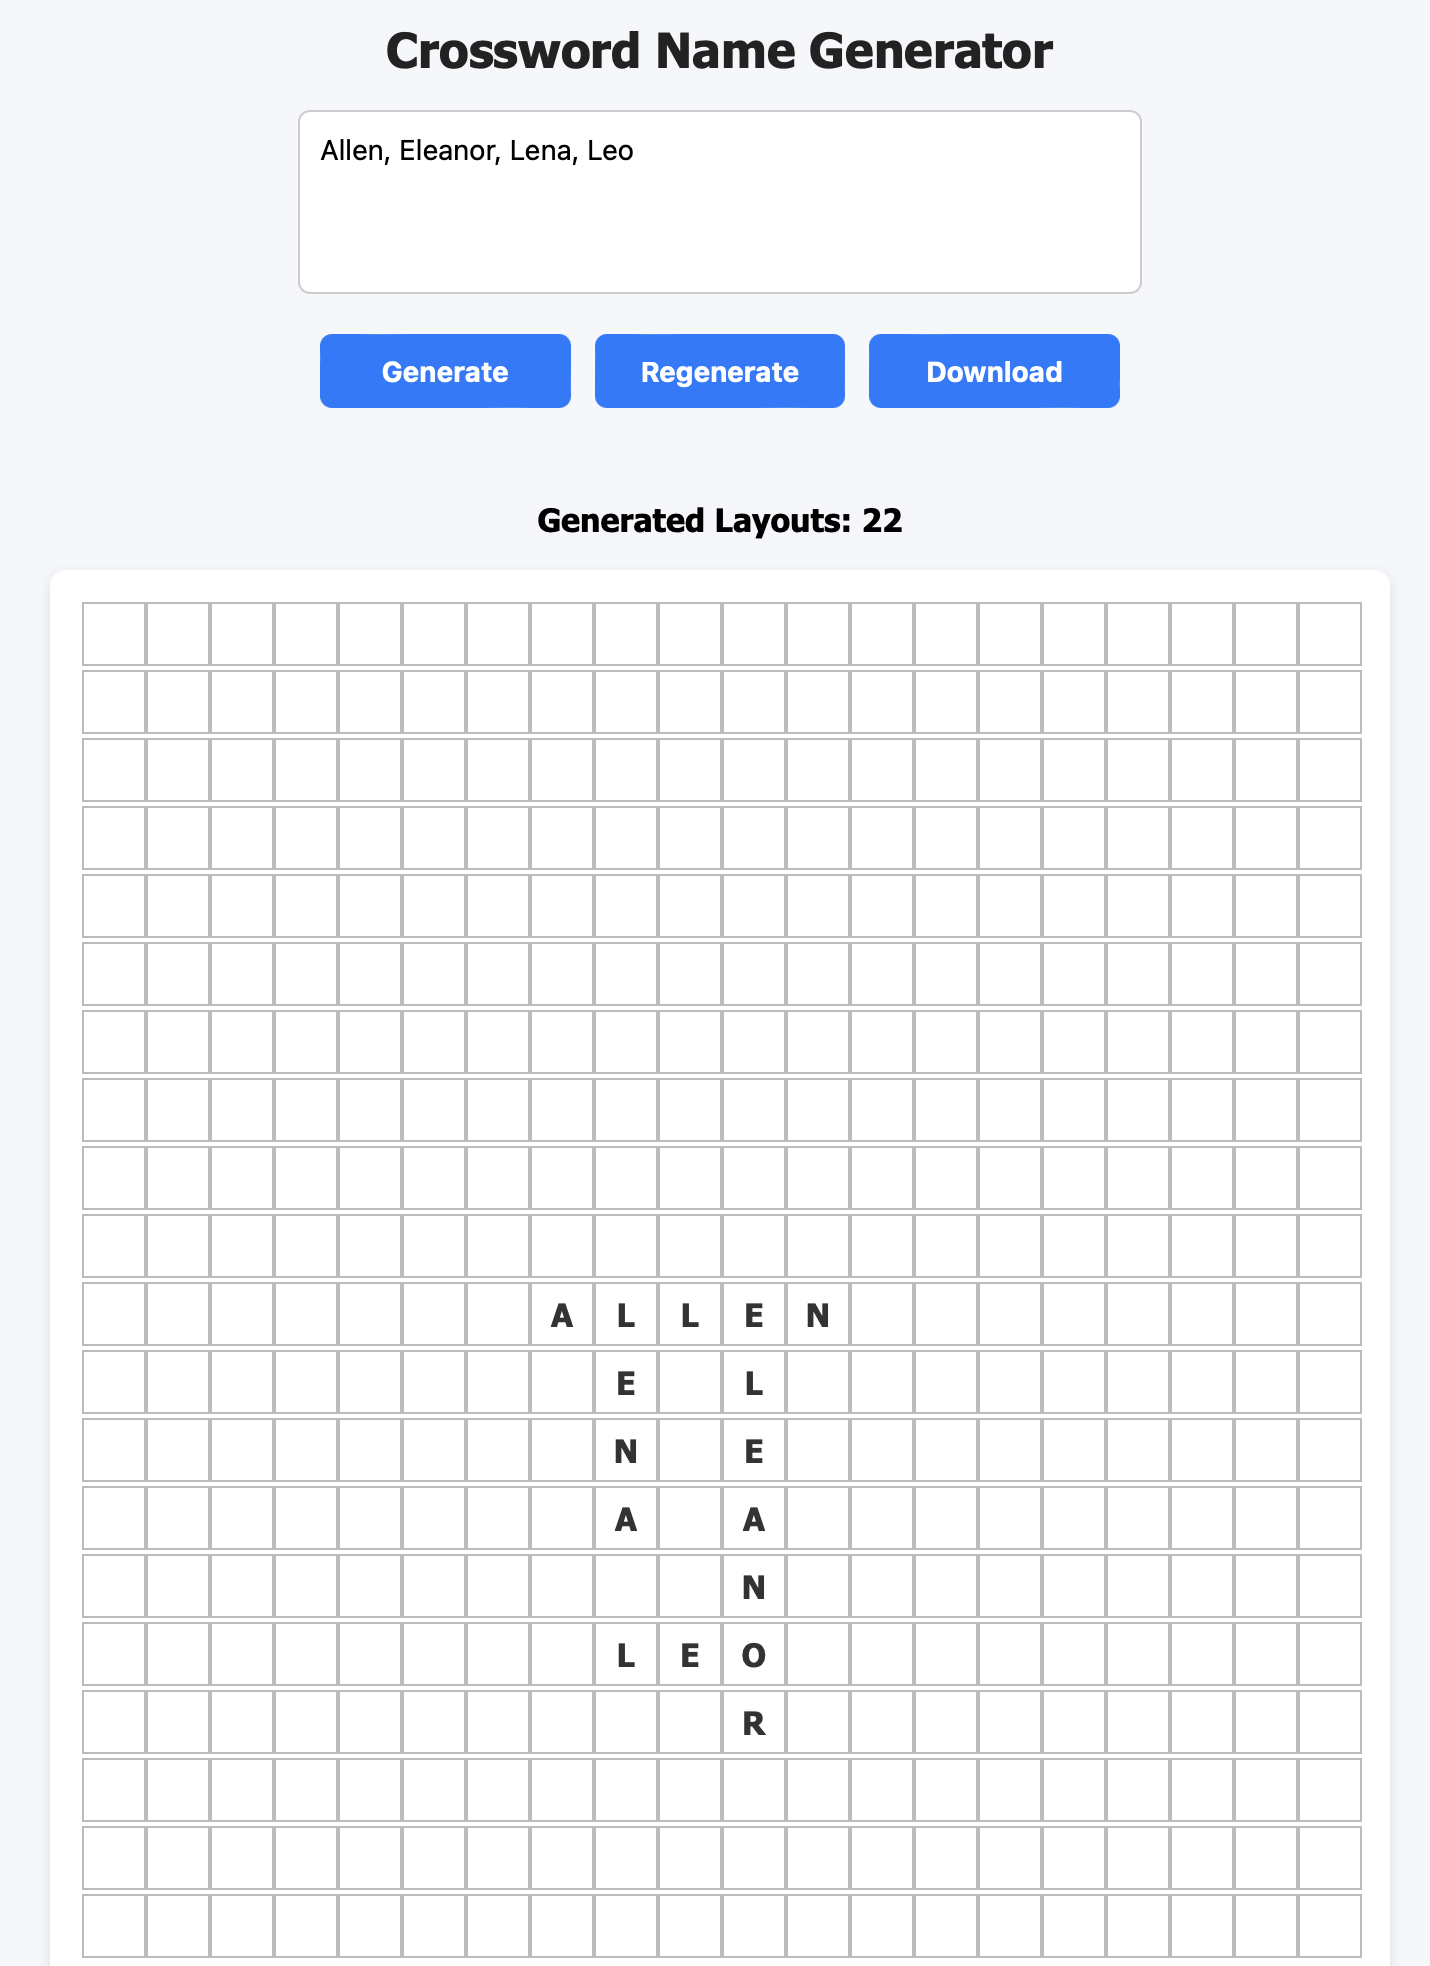 Crossword Name Generator
Allen, Eleanor, Lena, Leo
Generate Regenerate Download
Generated Layouts: 22
A L L E N
E L
N E
A A
N
L E O
R